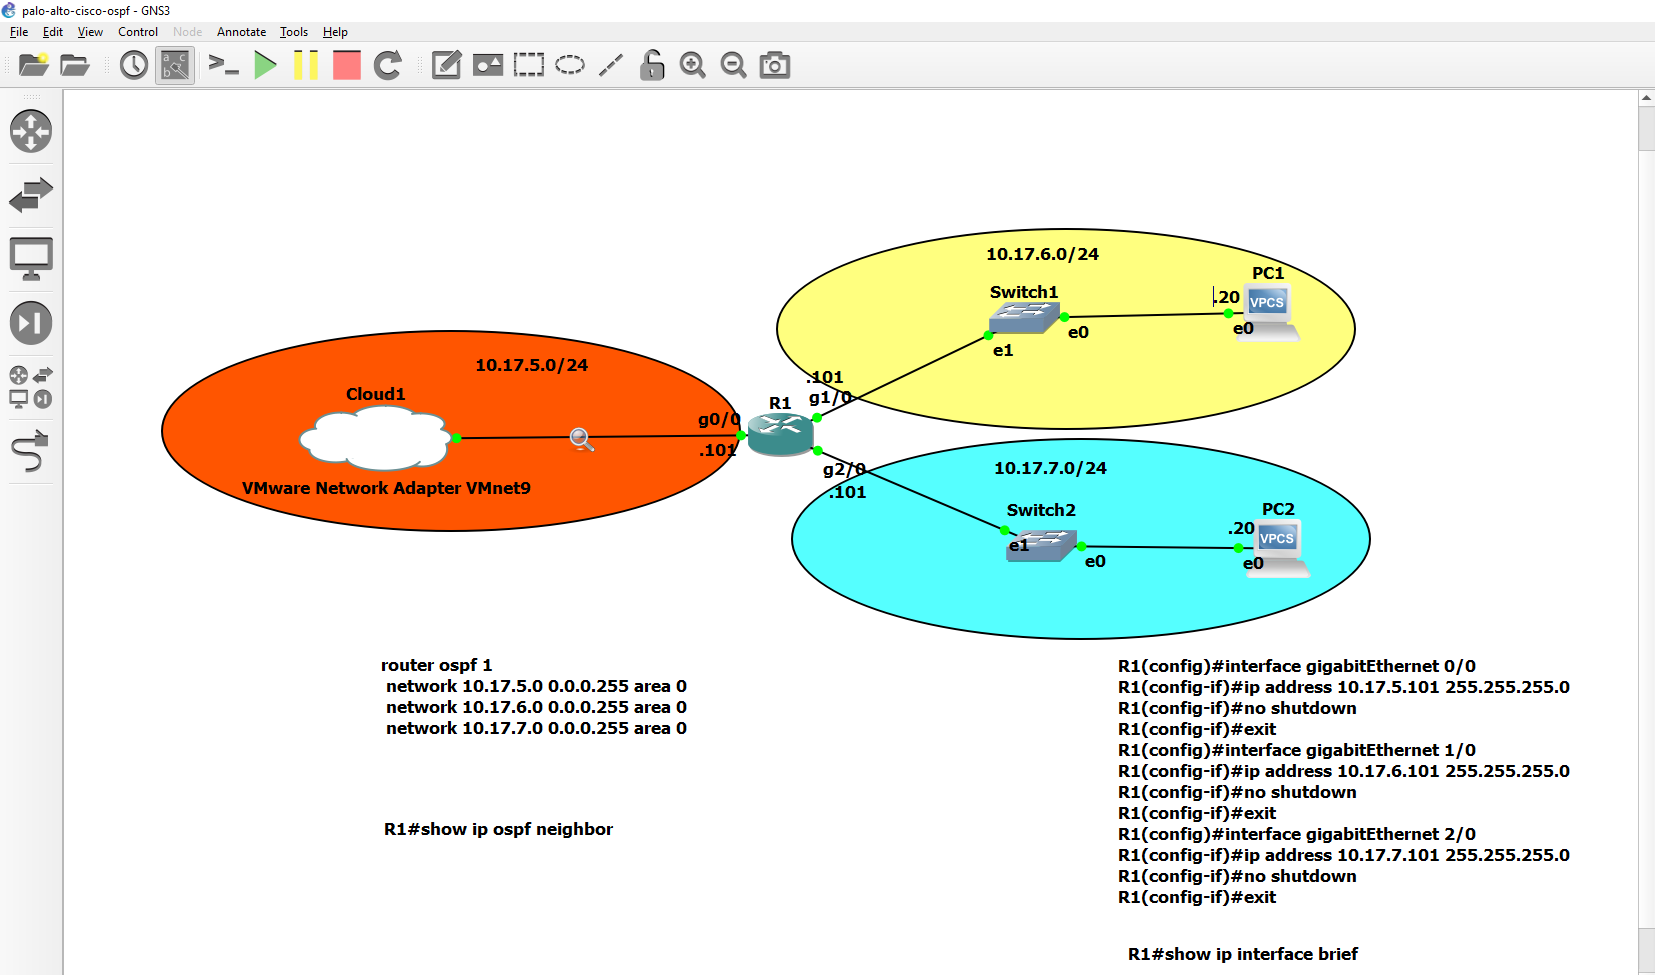 palo-alto-cisco-ospf - GNS3
File Edit View Control Node Annotate Tools Help
a c
b
10.17.6.0/24
PC1
Switch1
.20
VPCS
e0
e0
e1
10.17.5.0/24
.101
Cloud1
g1/0
R1
g0/0
.101
10.17.7.0/24
g2/0
.101
VMware Network Adapter VMnet9
Switch2
PC2
.20
VPCS
e1
e0
e0
router ospf 1
network 10.17.5.0 0.0.0.255 area 0
network 10.17.6.0 0.0.0.255 area 0
network 10.17.7.0 0.0.0.255 area 0
R1#show ip ospf neighbor
R1(config)#interface gigabitEthernet 0/0
R1(config-if)#ip address 10.17.5.101 255.255.255.0
R1(config-if)#no shutdown
R1(config-if)#exit
R1(config)#interface gigabitEthernet 1/0
R1(config-if)#ip address 10.17.6.101 255.255.255.0
R1(config-if)#no shutdown
R1(config-if)#exit
R1(config)#interface gigabitEthernet 2/0
R1(config-if)#ip address 10.17.7.101 255.255.255.0
R1(config-if)#no shutdown
R1(config-if)#exit
R1#show ip interface brief